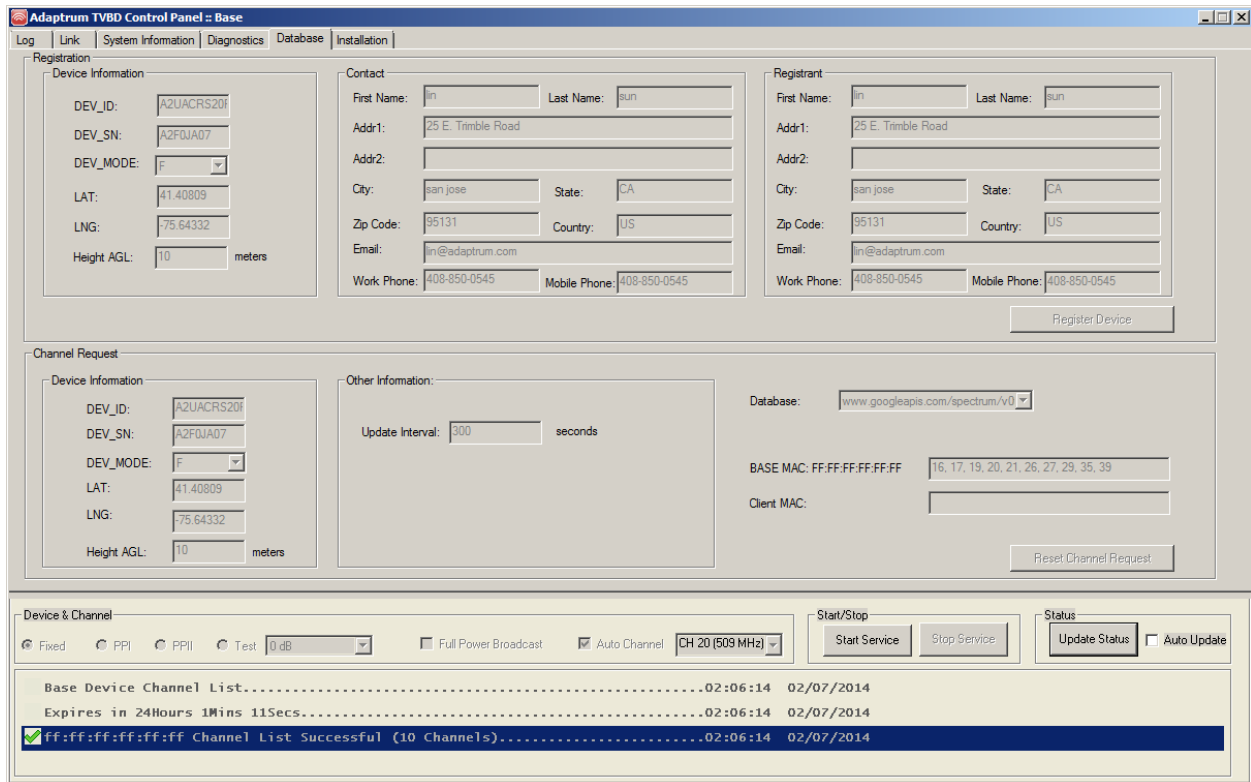 Adaptrum TVBD Control Panel :: Base
Log Link System Information Diagnostics Database Installation
Registration
Device Information
DEV_ID: A2UACRS20F
DEV_SN: A2F0JA07
DEV_MODE: F
LAT: 41.40809
LNG: -75.64332
Height AGL: 10 meters
Contact
First Name: lin Last Name: sun
Addr1: 25 E. Trimble Road
Addr2:
City: san jose State: CA
Zip Code: 95131 Country: US
Email: lin@adaptrum.com
Work Phone: 408-850-0545 Mobile Phone: 408-850-0545
Registrant
First Name: lin Last Name: sun
Addr1: 25 E. Trimble Road
Addr2:
City: san jose State: CA
Zip Code: 95131 Country: US
Email: lin@adaptrum.com
Work Phone: 408-850-0545 Mobile Phone: 408-850-0545
Register Device
Channel Request
Device Information
DEV_ID: A2UACRS20F
DEV_SN: A2F0JA07
DEV_MODE: F
LAT: 41.40809
LNG: -75.64332
Height AGL: 10 meters
Other Information:
Update Interval: 300 seconds
Database: www.googleapis.com/spectrum/v0
BASE MAC: FF:FF:FF:FF:FF:FF 16, 17, 19, 20, 21, 26, 27, 29, 35, 39
Client MAC:
Reset Channel Request
Device & Channel
Fixed PPI PPII Test 0 dB Full Power Broadcast Auto Channel CH 20 (509 MHz)
Start/Stop
Start Service Stop Service
Status
Update Status Auto Update
Base Device Channel List....................................................02:06:14 02/07/2014
Expires in 24Hours 1Mins 11Secs.............................................02:06:14 02/07/2014
ff:ff:ff:ff:ff:ff Channel List Successful (10 Channels).......................02:06:14 02/07/2014